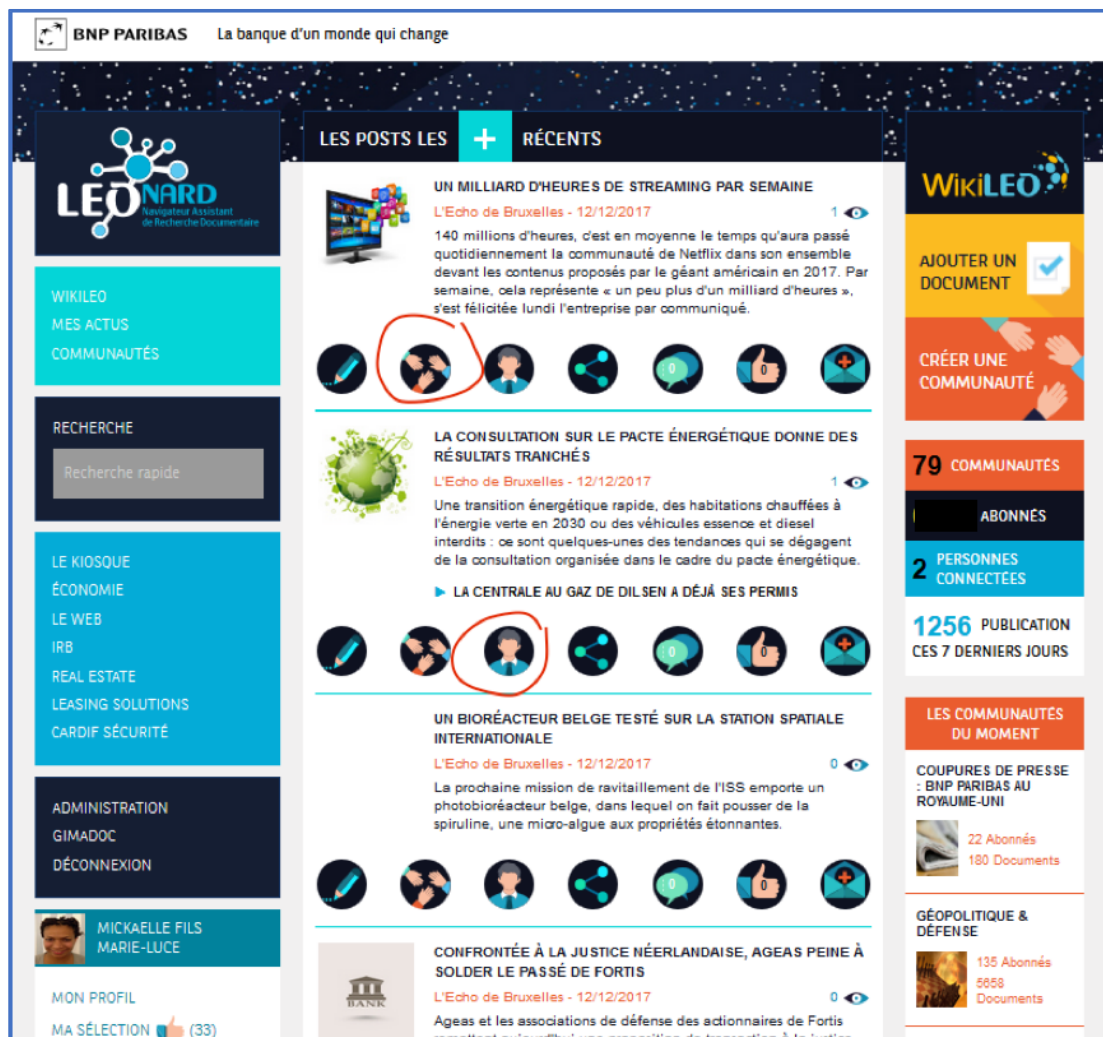 BNP PARIBAS La banque d'un monde qui change
LEONARD
Navigateur Assistant
de Recherche Documentaire
WIKILEO
MES ACTUS
COMMUNAUTÉS
RECHERCHE
Recherche rapide
LE KIOSQUE
ÉCONOMIE
LE WEB
IRB
REAL ESTATE
LEASING SOLUTIONS
CARDIF SÉCURITÉ
ADMINISTRATION
GIMADOC
DÉCONNEXION
MICKAELLE FILS
MARIE-LUCE
MON PROFIL
MA SÉLECTION (33)
LES POSTS LES + RÉCENTS
UN MILLIARD D'HEURES DE STREAMING PAR SEMAINE
L'Echo de Bruxelles - 12/12/2017 1
140 millions d'heures, c'est en moyenne le temps qu'aura passé
quotidiennement la communauté de Netflix dans son ensemble
devant les contenus proposés par le géant américain en 2017. Par
semaine, cela représente « un peu plus d'un milliard d'heures »,
s'est félicitée lundi l'entreprise par communiqué.
0 0
LA CONSULTATION SUR LE PACTE ÉNERGÉTIQUE DONNE DES
RÉSULTATS TRANCHÉS
L'Echo de Bruxelles - 12/12/2017 1
Une transition énergétique rapide, des habitations chauffées à
l'énergie verte en 2030 ou des véhicules essence et diesel
interdits : ce sont quelques-unes des tendances qui se dégagent
de la consultation organisée dans le cadre du pacte énergétique.
LA CENTRALE AU GAZ DE DILSEN A DÉJÁ SES PERMIS
0 0
UN BIORÉACTEUR BELGE TESTÉ SUR LA STATION SPATIALE
INTERNATIONALE
L'Echo de Bruxelles - 12/12/2017 0
La prochaine mission de ravitaillement de l'ISS emporte un
photobioréacteur belge, dans lequel on fait pousser de la
spiruline, une micro-algue aux propriétés étonnantes.
0 0
BANK
CONFRONTÉE À LA JUSTICE NÉERLANDAISE, AGEAS PEINE À
SOLDER LE PASSÉ DE FORTIS
L'Echo de Bruxelles - 12/12/2017 0
Ageas et les associations de défense des actionnaires de Fortis
WIKILEO
AJOUTER UN
DOCUMENT
CRÉER UNE
COMMUNAUTÉ
79 COMMUNAUTÉS
ABONNÉS
2 PERSONNES
CONNECTÉES
1256 PUBLICATION
CES 7 DERNIERS JOURS
LES COMMUNAUTÉS
DU MOMENT
COUPURES DE PRESSE
: BNP PARIBAS AU
ROYAUME-UNI
22 Abonnés
180 Documents
GÉOPOLITIQUE &
DÉFENSE
135 Abonnés
5658
Documents